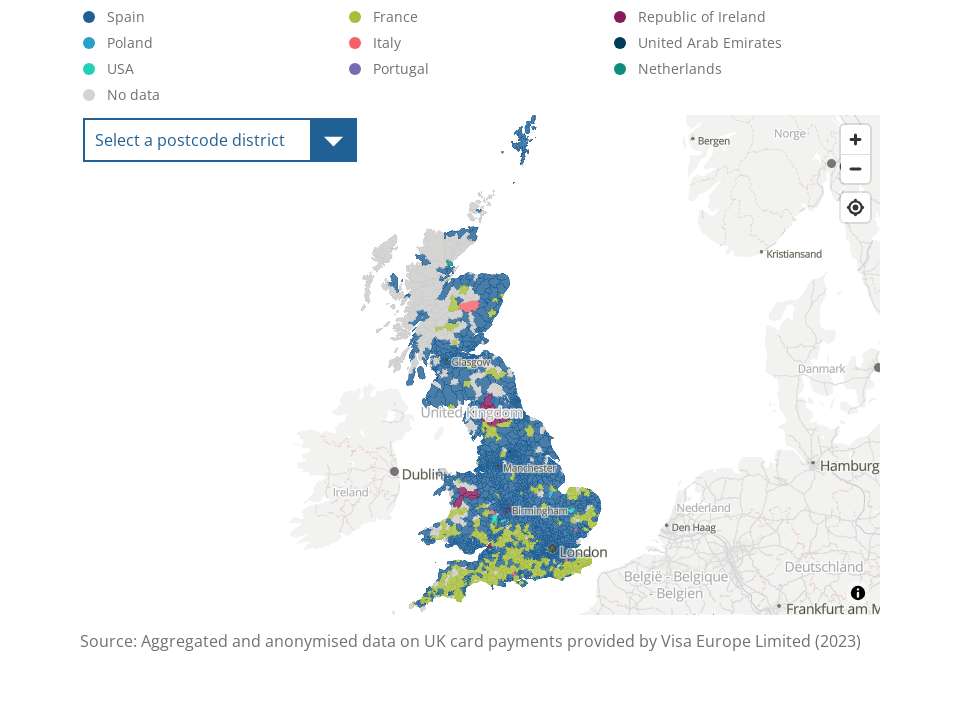 Spain
France
Republic of Ireland
Poland
Italy
United Arab Emirates
USA
Portugal
Netherlands
No data
Select a postcode district
Bergen
Norge
Kristiansand
Glasgow
Danmark
United Kingdom
Dublin
Manchester
Hamburg
Ireland
Birmingham
Nederland
Den Haag
London
Deutschland
België - Belgique
- Belgien
Frankfurt am M
Source: Aggregated and anonymised data on UK card payments provided by Visa Europe Limited (2023)